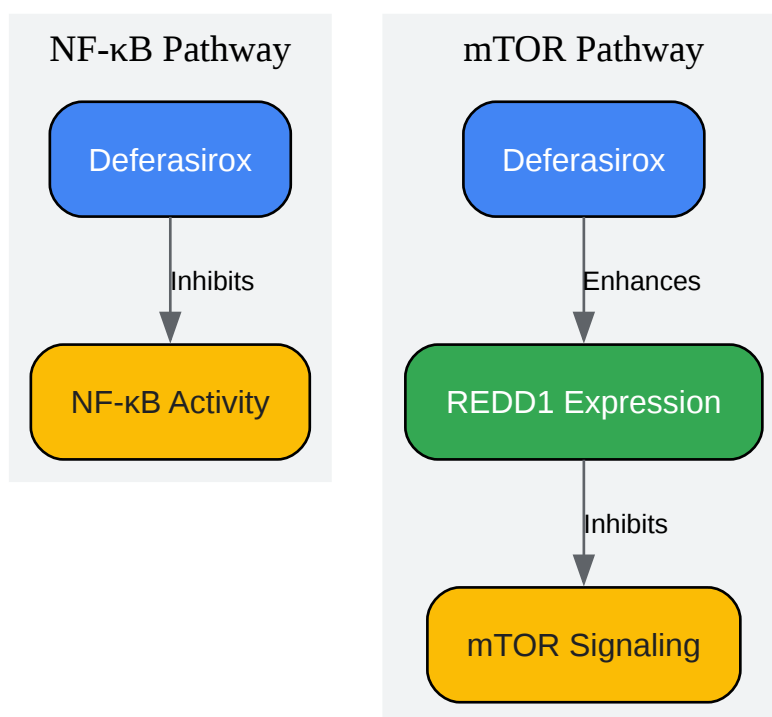 NF-κB Pathway
Deferasirox
Inhibits
NF-κB Activity
mTOR Pathway
Deferasirox
Enhances
REDD1 Expression
Inhibits
mTOR Signaling